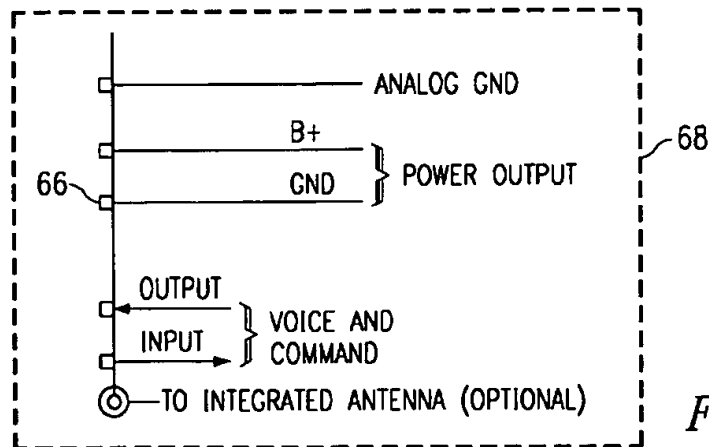 ANALOG GND
B+
68
66
GND
POWER OUTPUT
OUTPUT
VOICE AND
INPUT
COMMAND
TO INTEGRATED ANTENNA (OPTIONAL)
F